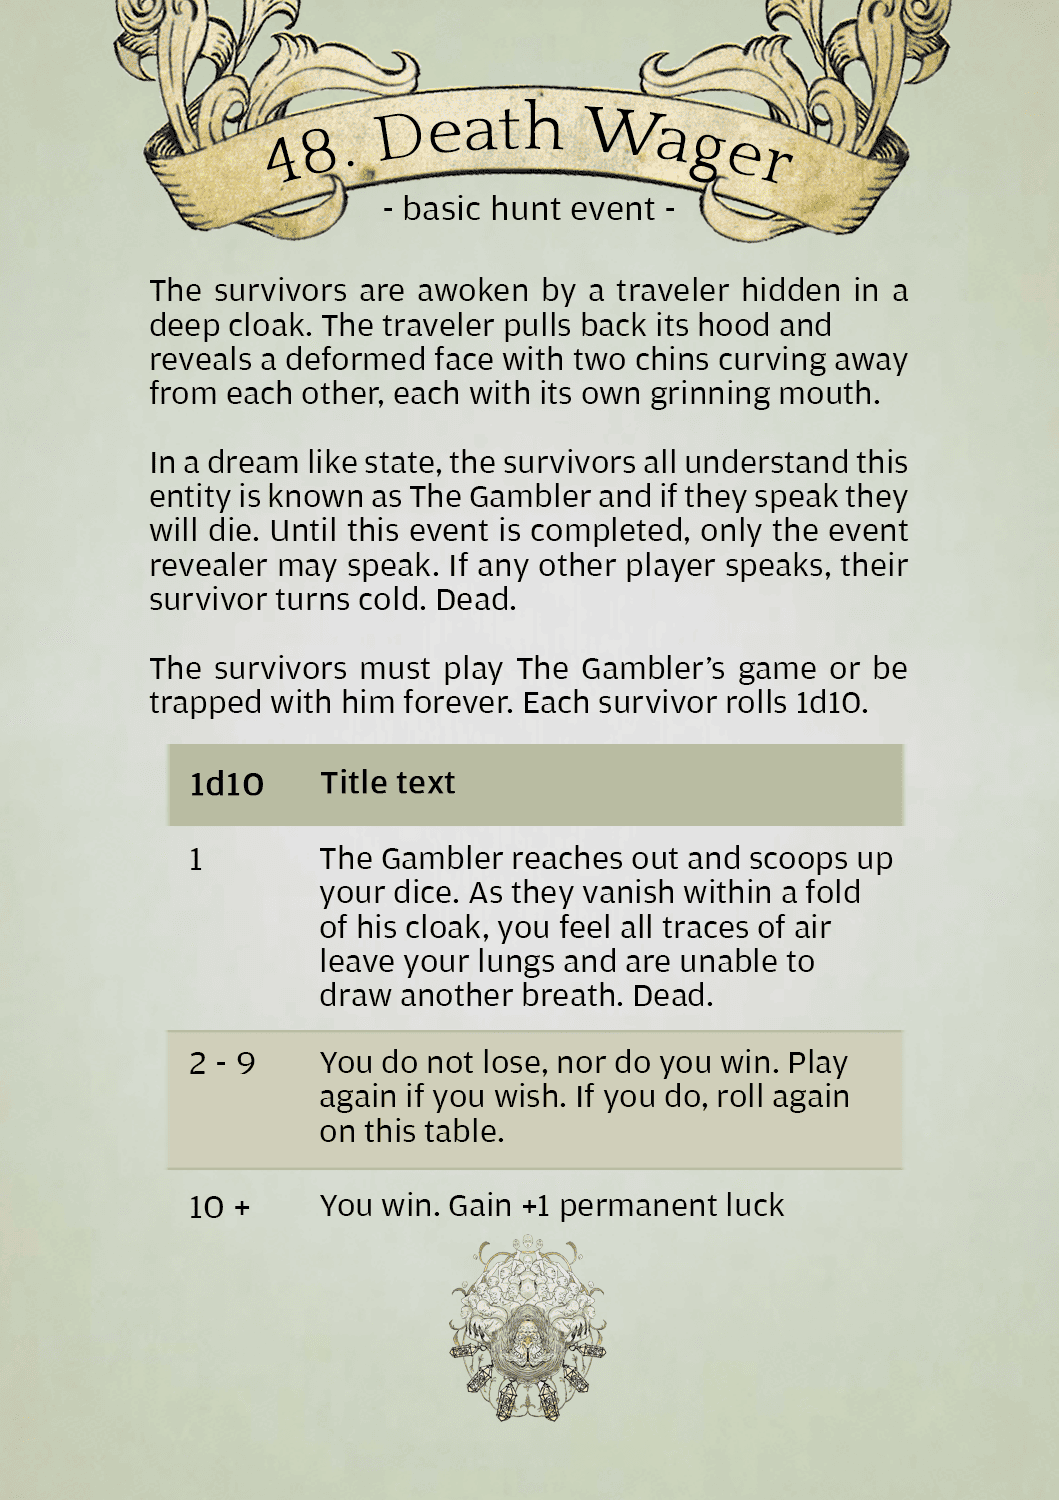 48. Death Wager
- basic hunt event -
The survivors are awoken by a traveler hidden in a
deep cloak. The traveler pulls back its hood and
reveals a deformed face with two chins curving away
from each other, each with its own grinning mouth.
In a dream like state, the survivors all understand this
entity is known as The Gambler and if they speak they
will die. Until this event is completed, only the event
revealer may speak. If any other player speaks, their
survivor turns cold. Dead.
The survivors must play The Gambler’s game or be
trapped with him forever. Each survivor rolls 1d10.
1d10 Title text
1 The Gambler reaches out and scoops up
your dice. As they vanish within a fold
of his cloak, you feel all traces of air
leave your lungs and are unable to
draw another breath. Dead.
2 - 9 You do not lose, nor do you win. Play
again if you wish. If you do, roll again
on this table.
10 + You win. Gain +1 permanent luck